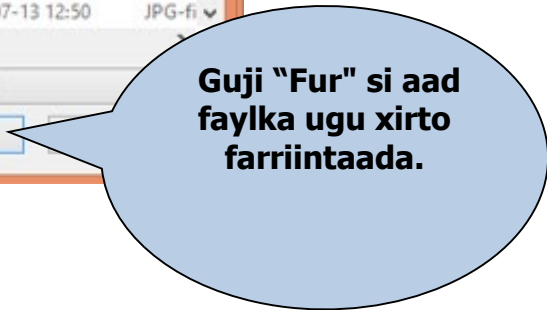 07-13 12:50 JPG-fi
Guji “Fur" si aad
faylka ugu xirto
farriintaada.